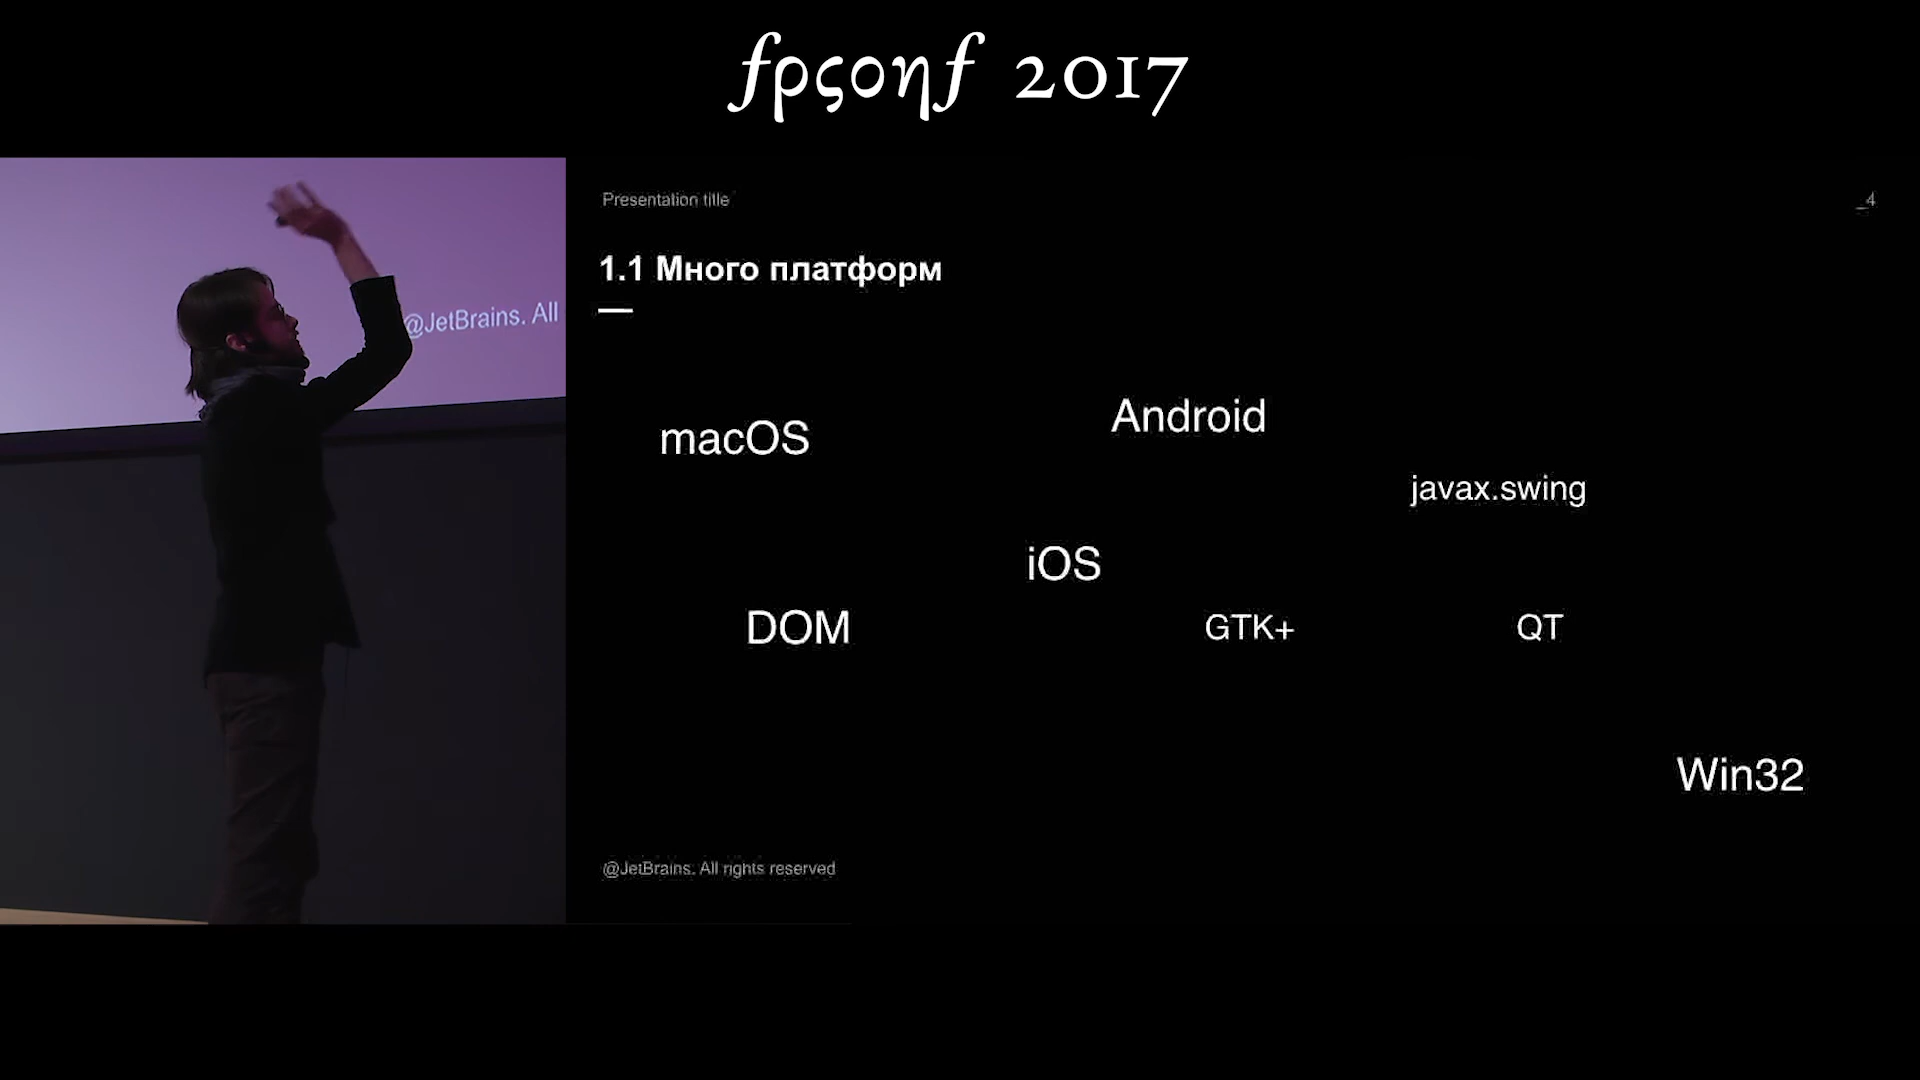 fρςοηf 2017
@JetBrains. All
Presentation title
_4
1.1 Много платформ
macOS
Android
javax.swing
iOS
DOM
GTK+
QT
Win32
@JetBrains. All rights reserved